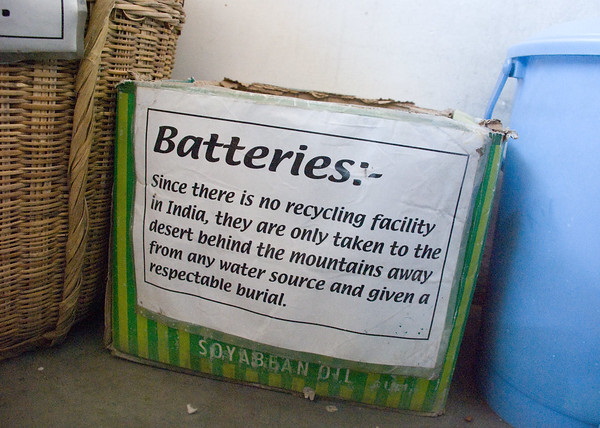 Batteries:-
Since there is no recycling facility
in India, they are only taken to the
desert behind the mountains away
from any water source and given a
respectable burial.
SOYABEAN OIL